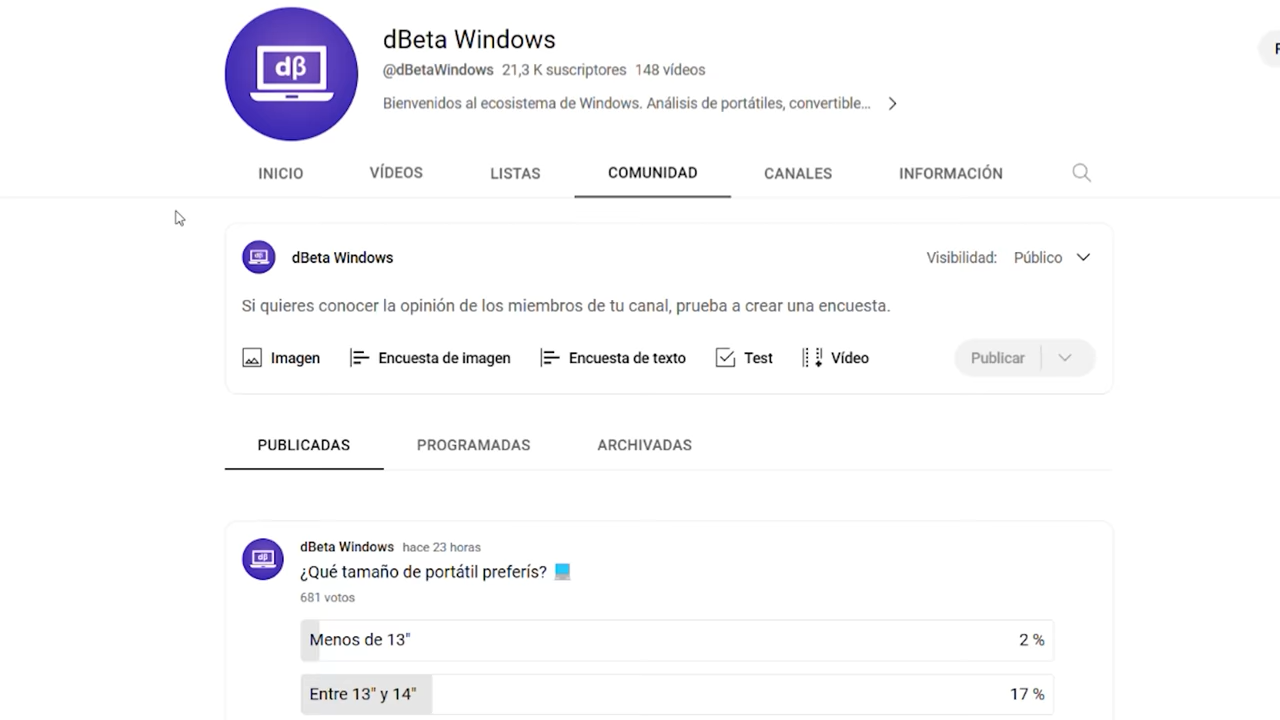 dβ
dBeta Windows
@dBetaWindows 21,3 K suscriptores 148 vídeos
Bienvenidos al ecosistema de Windows. Análisis de portátiles, convertible...
INICIO VÍDEOS LISTAS COMUNIDAD CANALES INFORMACIÓN
dβ
dBeta Windows Visibilidad: Público
Si quieres conocer la opinión de los miembros de tu canal, prueba a crear una encuesta.
Imagen Encuesta de imagen Encuesta de texto Test Vídeo Publicar
PUBLICADAS PROGRAMADAS ARCHIVADAS
dβ
dBeta Windows hace 23 horas
¿Qué tamaño de portátil preferís? 💻
681 votos
Menos de 13" 2 %
Entre 13" y 14" 17 %